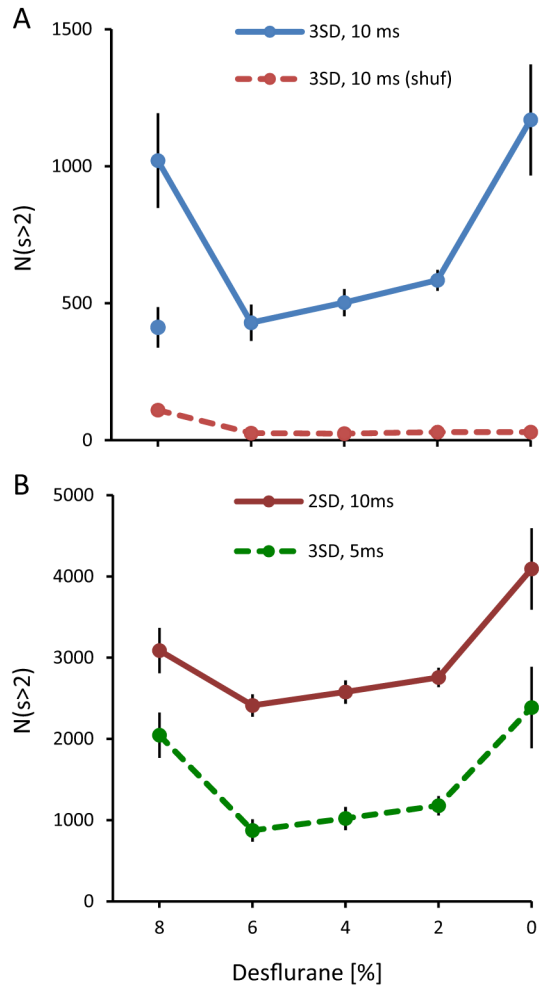 A
1500
1000
500
0
N(s>2)
3SD, 10 ms
3SD, 10 ms (shuf)
B
5000
4000
3000
2000
1000
0
N(s>2)
2SD, 10ms
3SD, 5ms
8 6 4 2 0
Desflurane [%]